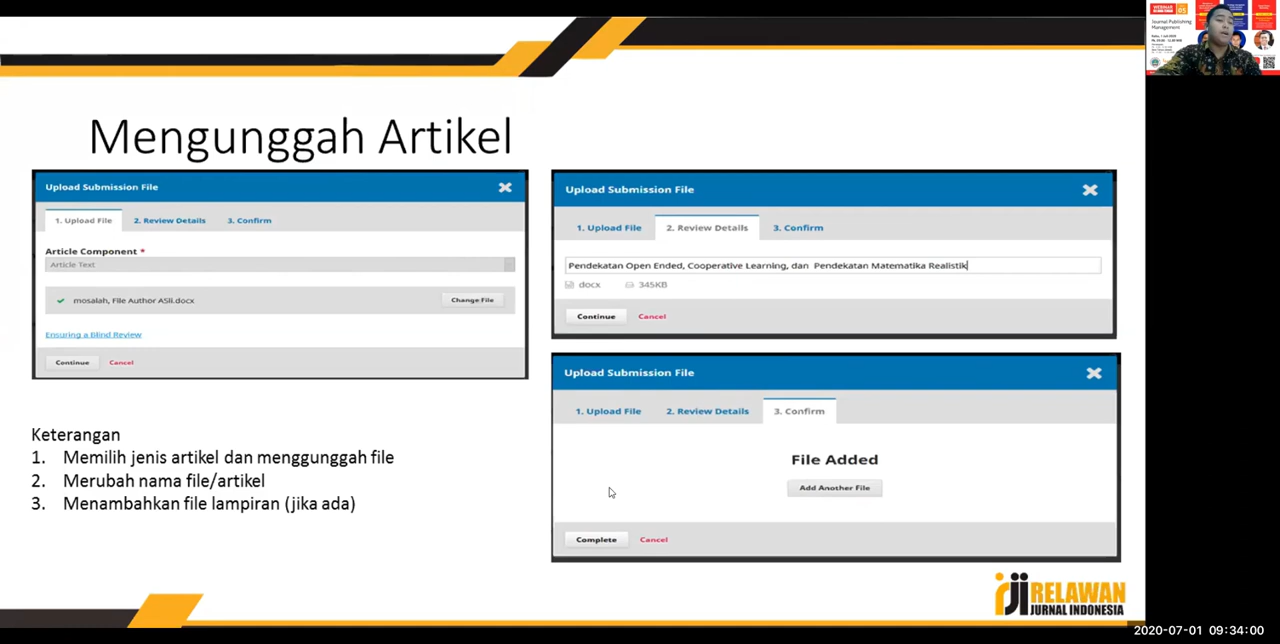 Mengunggah Artikel
Upload Submission File
1. Upload File 2. Review Details 3. Confirm
Article Component *
Article Text
mosalah, File Author ASli.docx Change File
Ensuring a Blind Review
Continue Cancel
Upload Submission File
1. Upload File 2. Review Details 3. Confirm
Pendekatan Open Ended, Cooperative Learning, dan Pendekatan Matematika Realistik
docx 345KB
Continue Cancel
Upload Submission File
1. Upload File 2. Review Details 3. Confirm
File Added
Add Another File
Complete Cancel
Keterangan
1. Memilih jenis artikel dan menggunggah file
2. Merubah nama file/artikel
3. Menambahkan file lampiran (jika ada)
RELAWAN
JURNAL INDONESIA
Journal Publishing
Management
2020-07-01 09:34:00